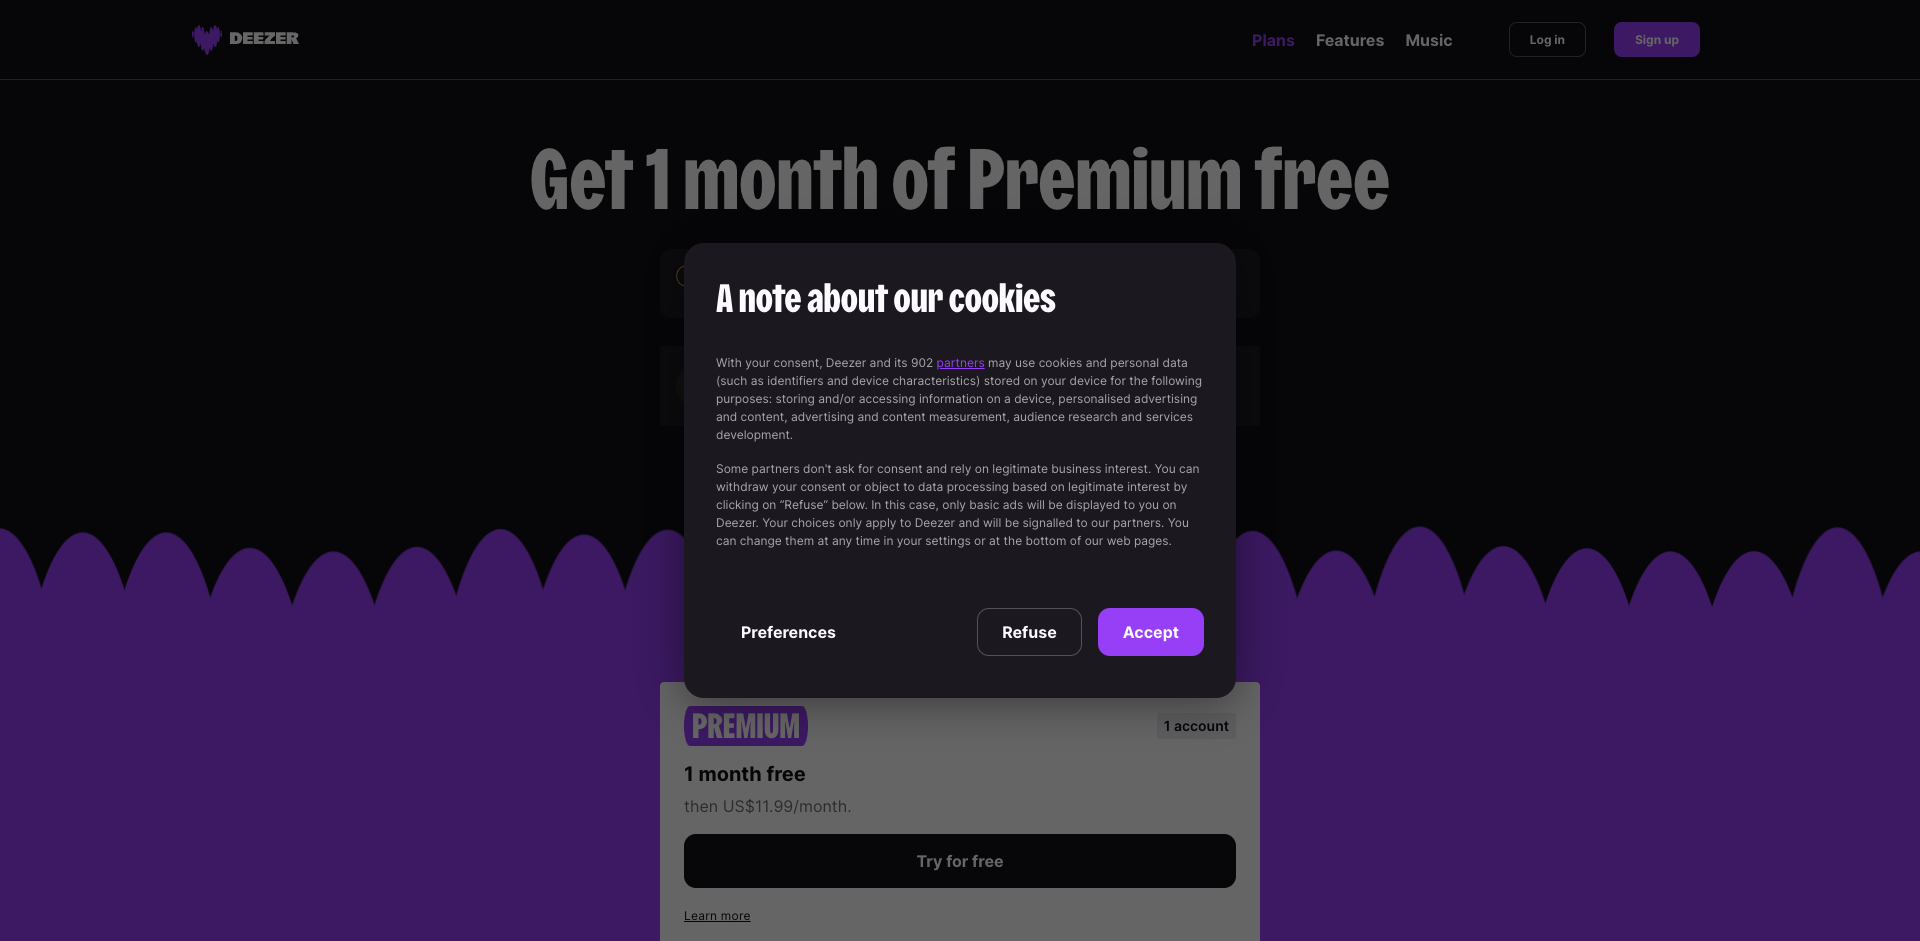 DEEZER
Plans
Features
Music
Log in
Sign up
Get 1 month of Premium free
A note about our cookies
With your consent, Deezer and its 902 partners may use cookies and personal data
(such as identifiers and device characteristics) stored on your device for the following
purposes: storing and/or accessing information on a device, personalised advertising
and content, advertising and content measurement, audience research and services
development.
Some partners don't ask for consent and rely on legitimate business interest. You can
withdraw your consent or object to data processing based on legitimate interest by
clicking on “Refuse” below. In this case, only basic ads will be displayed to you on
Deezer. Your choices only apply to Deezer and will be signalled to our partners. You
can change them at any time in your settings or at the bottom of our web pages.
Preferences
Refuse
Accept
PREMIUM
1 account
1 month free
then US$11.99/month.
Try for free
Learn more